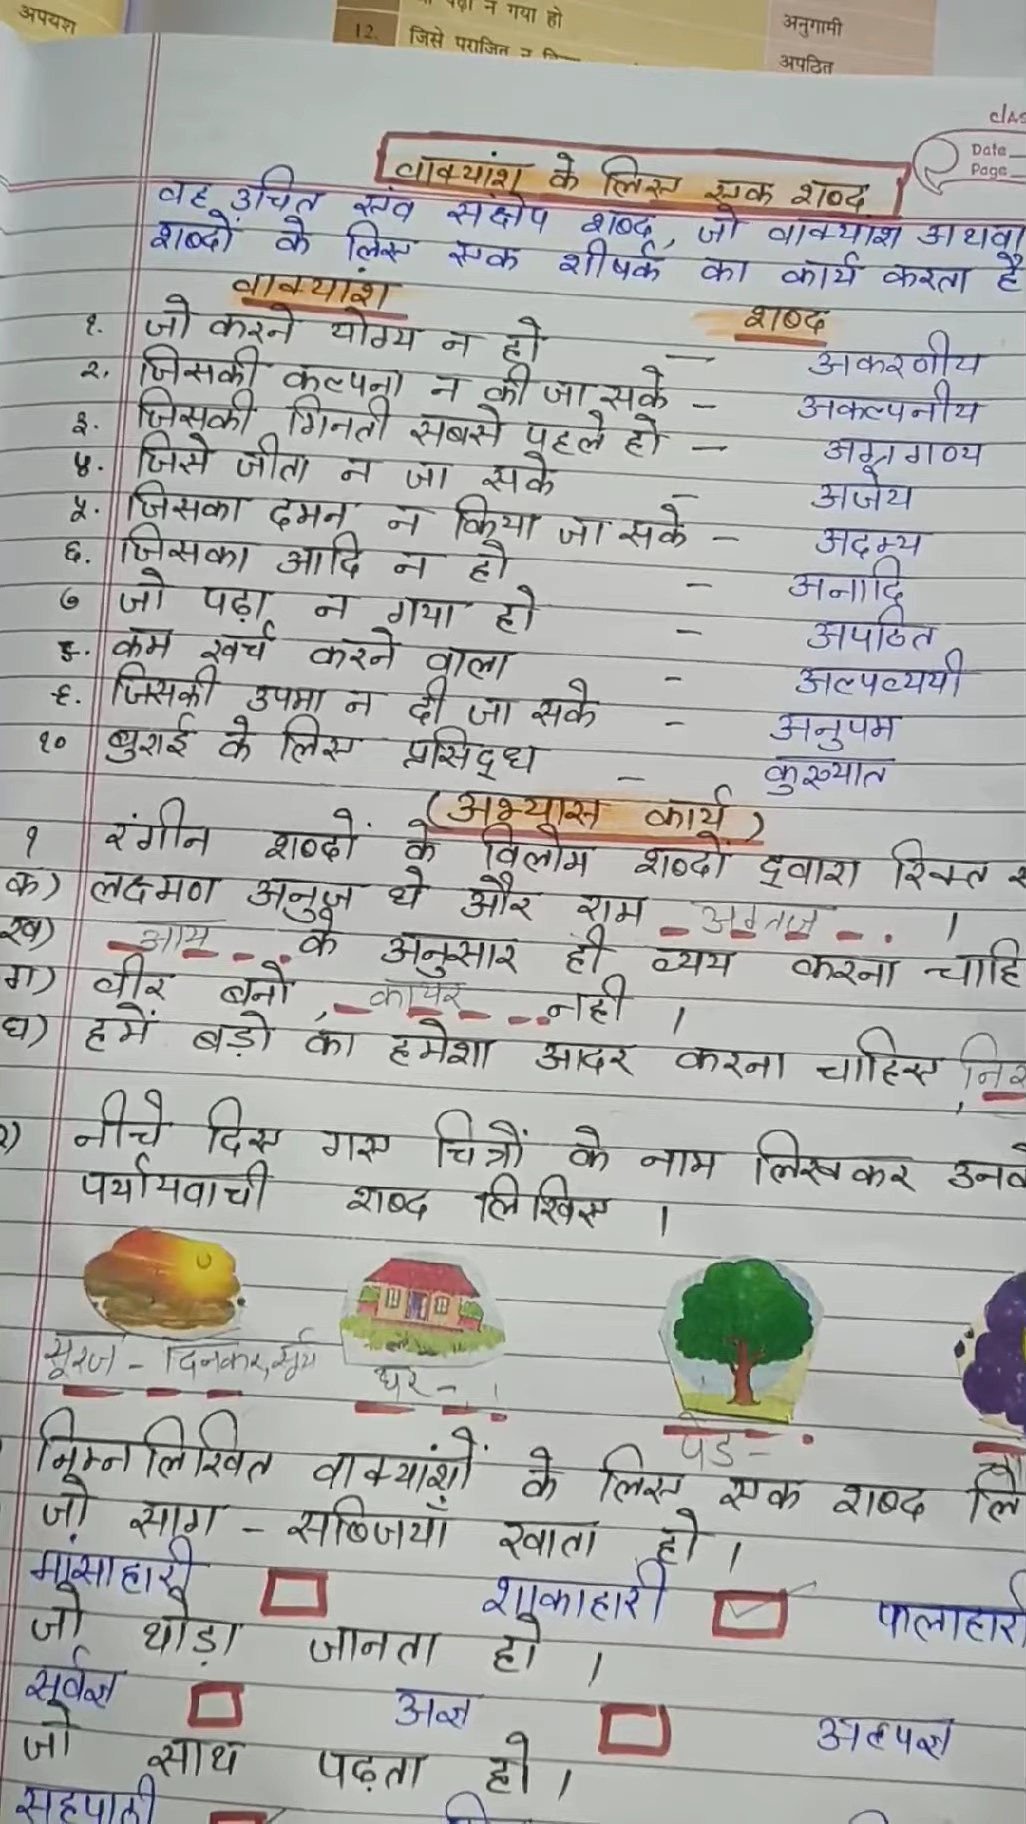 अपयश
न गया हो
अनुगामी
12. जिसे पराजित न
अपठित
Date
Page
वाक्यांश के लिए एक शब्द
वह उचित एंव संक्षेप शब्द, जो वाक्यांश अथवा
शब्दों के लिए एक शीर्षक का कार्य करता है
वाक्यांश शब्द
१. जो करने योग्य न हो – अकरणीय
२. जिसकी कल्पना न की जा सके – अकल्पनीय
३. जिसकी गिनती सबसे पहले हो – अग्रगण्य
४. जिसे जीता न जा सके – अजेय
५. जिसका दमन न किया जा सके – अदम्य
६. जिसका आदि न हो – अनादि
७ जो पढ़ा न गया हो – अपठित
८. कम खर्च करने वाला – अल्पव्ययी
९. जिसकी उपमा न दी जा सके – अनुपम
१० बुराई के लिए प्रसिद्ध – कुख्यात
(अभ्यास कार्य)
१ रंगीन शब्दों के विलोम शब्दों द्वारा रिक्त
क) लक्ष्मण अनुज थे और राम अग्रज ।
ख) आय के अनुसार ही व्यय करना चाहि
ग) वीर बनो, कायर नही ।
घ) हमें बड़ो का हमेशा आदर करना चाहिए
२) नीचे दिए गए चित्रों के नाम लिखकर उनके
पर्यायवाची शब्द लिखिए ।
सूरज – दिनकर, सूर्य घर – पेड –
निम्नलिखित वाक्यांशों के लिए एक शब्द लि
जो साग – सब्जियाँ खाता हो ।
मांसाहारी शाकाहारी फलाहारी
जो थोड़ा जानता हो ।
सर्वज्ञ अज्ञ अल्पज्ञ
जो साथ पढ़ता हो ।
सहपाठी